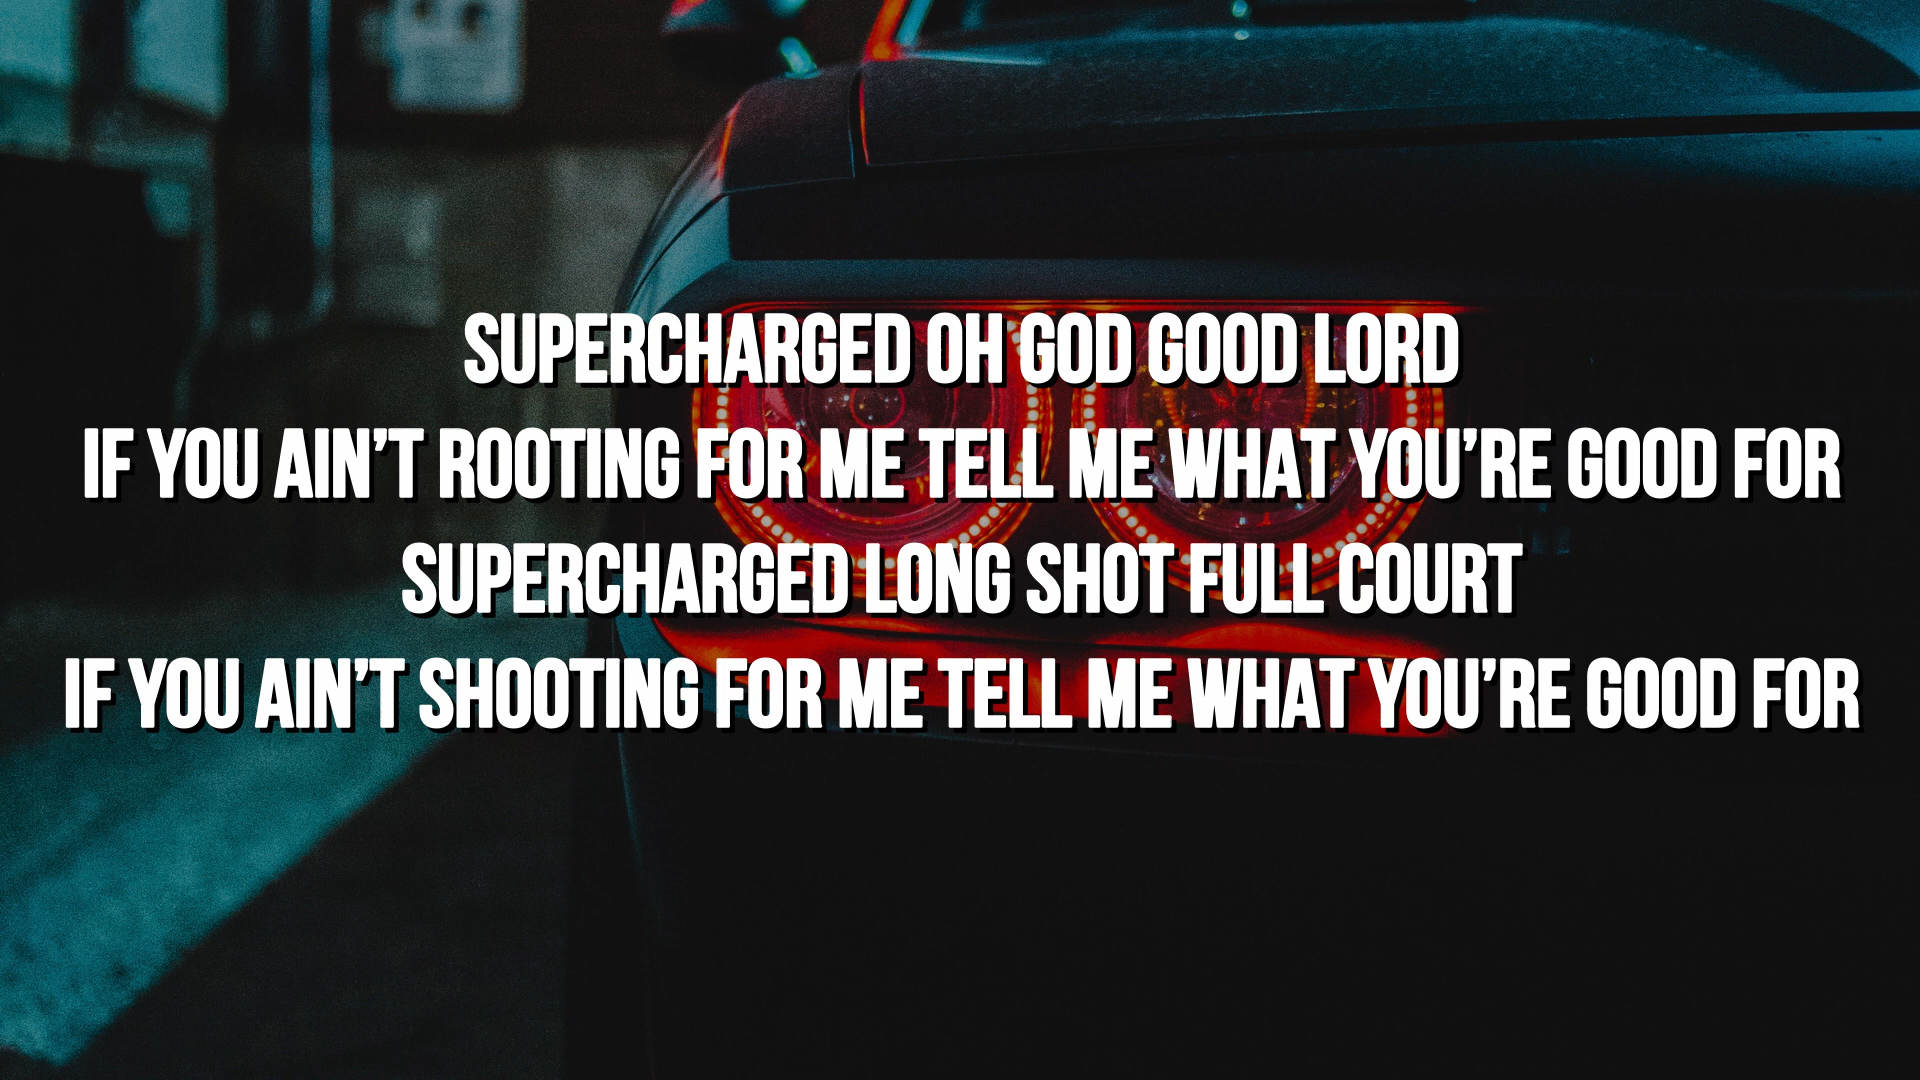 SUPERCHARGED OH GOD GOOD LORD
IF YOU AIN’T ROOTING FOR ME TELL ME WHAT YOU’RE GOOD FOR
SUPERCHARGED LONG SHOT FULL COURT
IF YOU AIN’T SHOOTING FOR ME TELL ME WHAT YOU’RE GOOD FOR